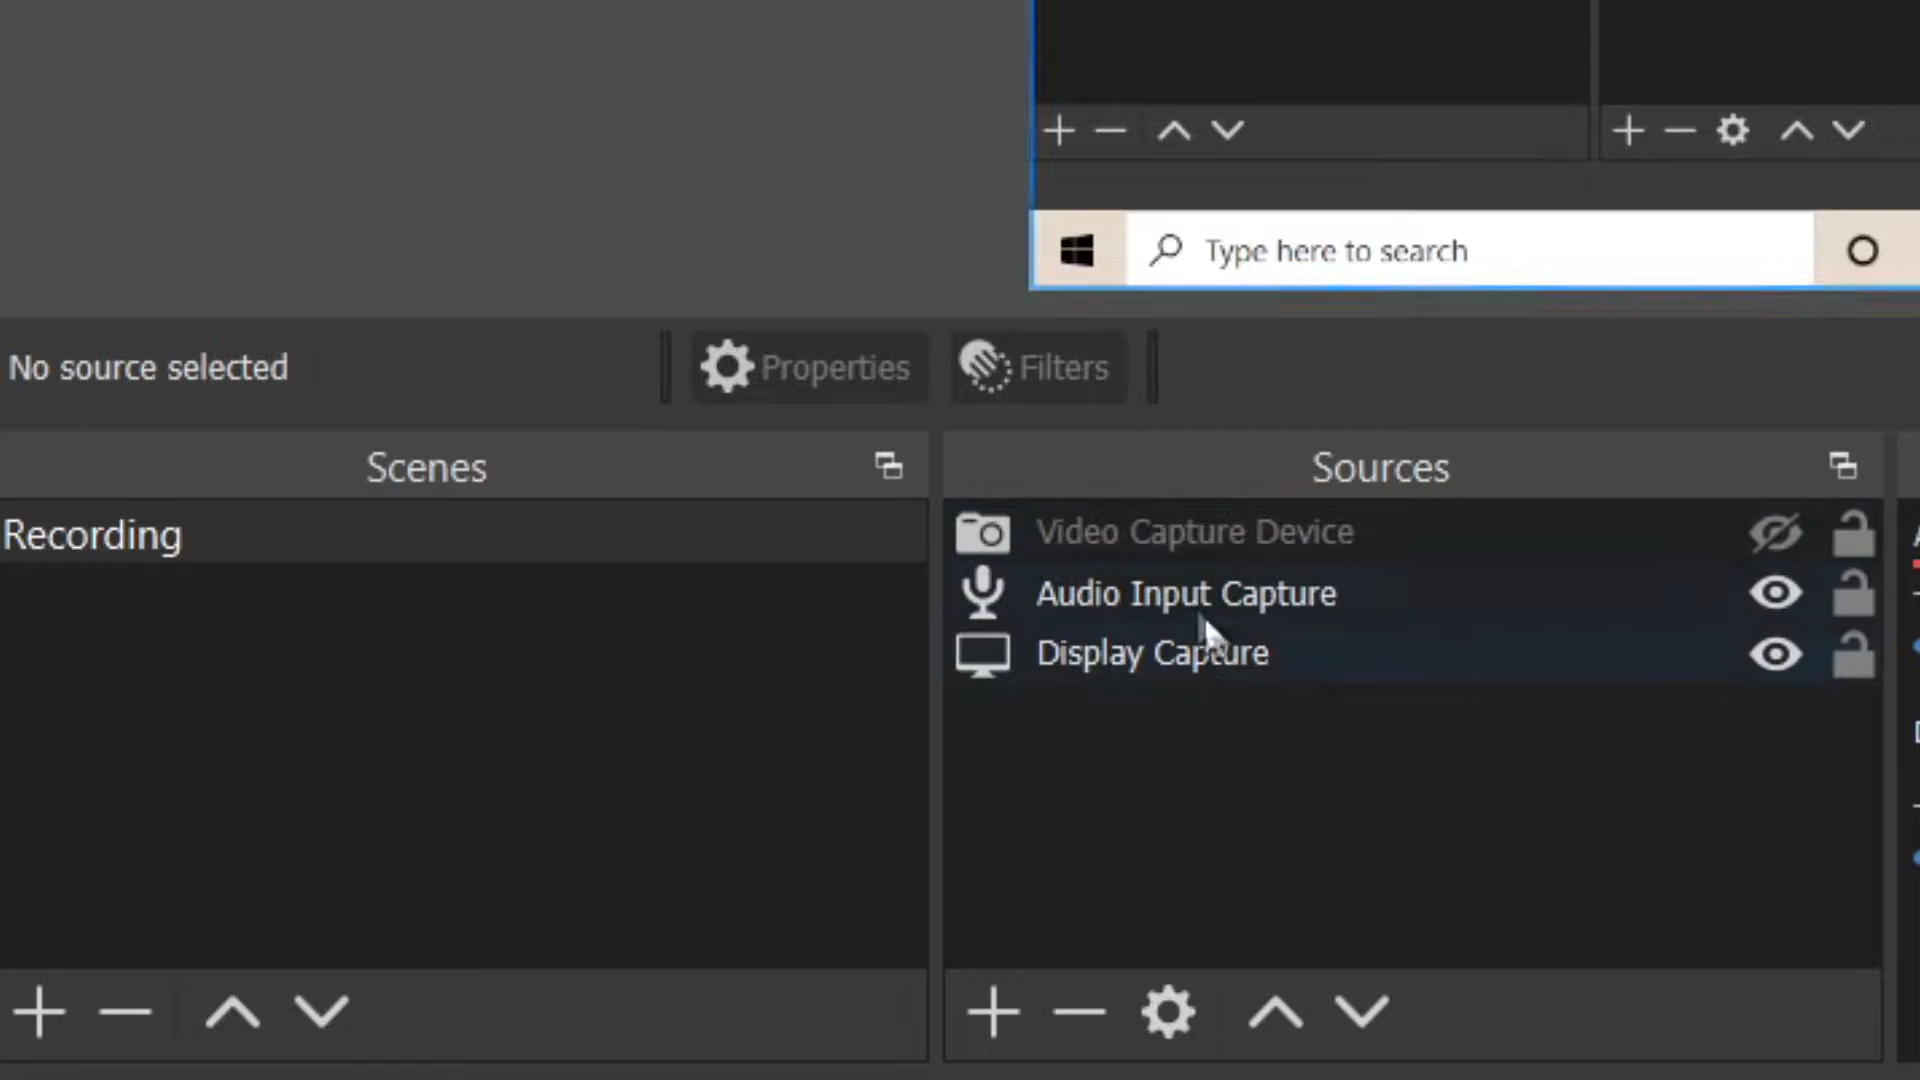 Type here to search
No source selected
Properties
Filters
Scenes
Sources
Recording
Video Capture Device
Audio Input Capture
Display Capture